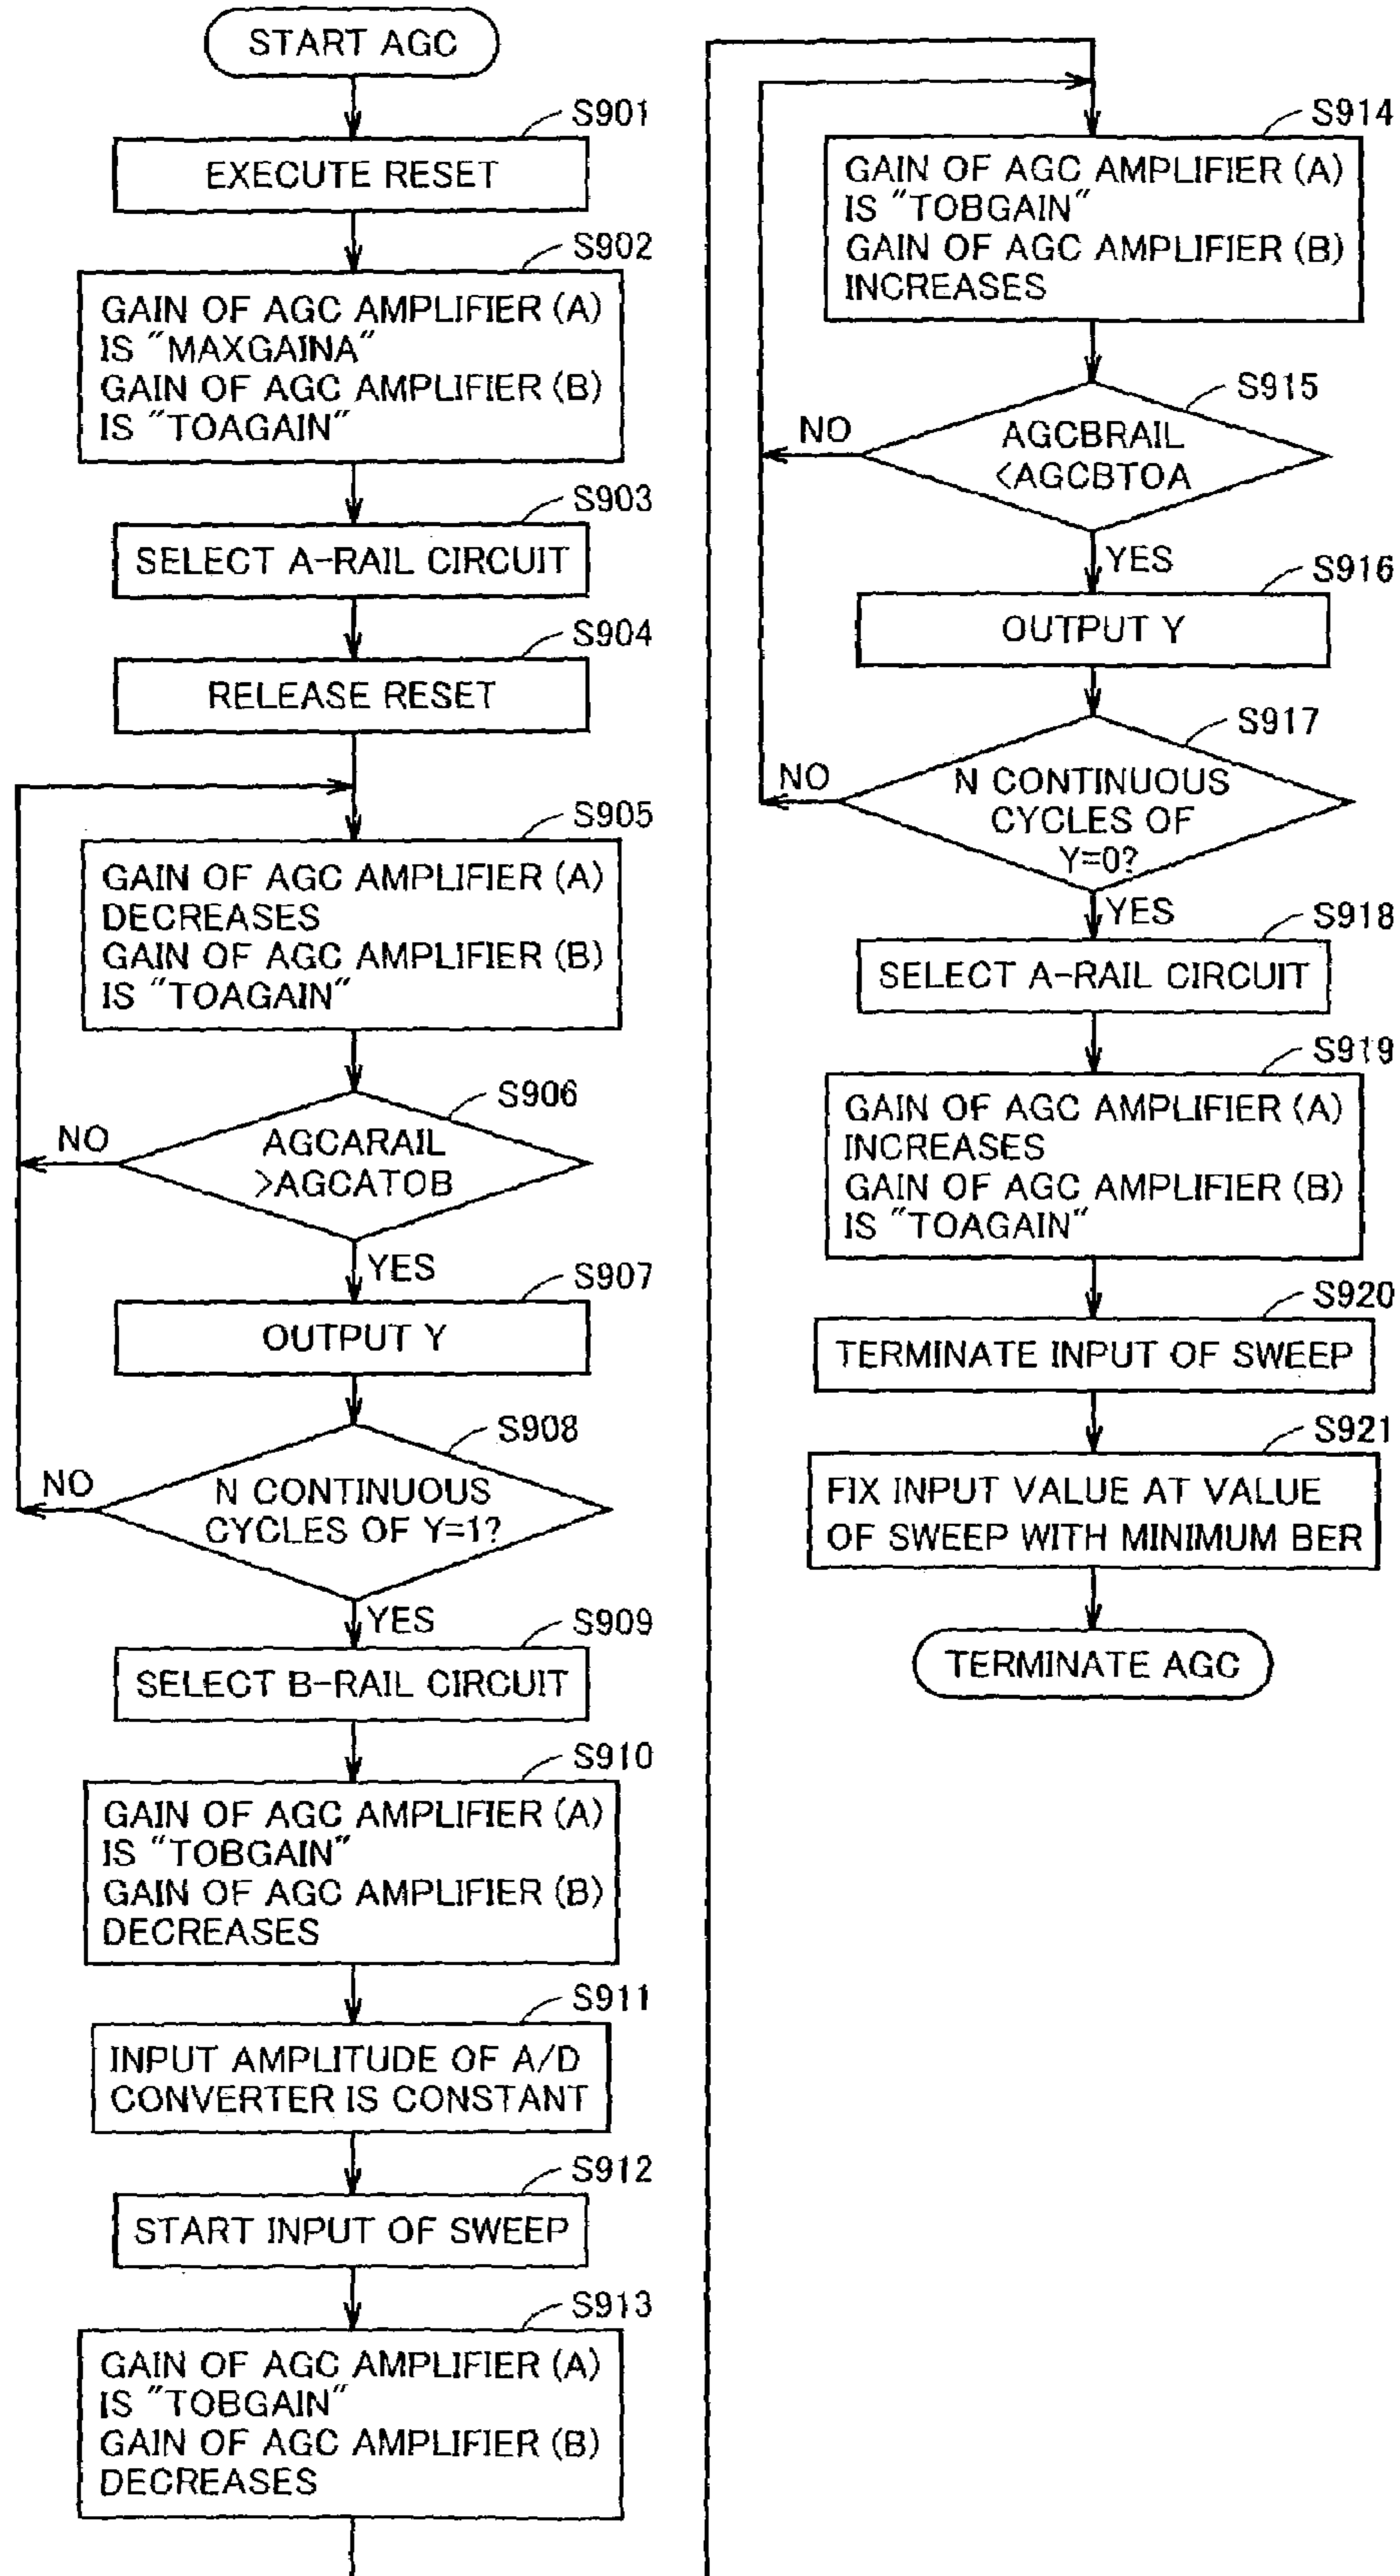 START AGC
S901
EXECUTE RESET
S902
GAIN OF AGC AMPLIFIER (A)
IS "MAXGAINA"
GAIN OF AGC AMPLIFIER (B)
IS "TOAGAIN"
S903
SELECT A-RAIL CIRCUIT
S904
RELEASE RESET
S905
GAIN OF AGC AMPLIFIER (A)
DECREASES
GAIN OF AGC AMPLIFIER (B)
IS "TOAGAIN"
S906
NO
AGCARAIL
>AGCATOB
YES
S907
OUTPUT Y
S908
NO
N CONTINUOUS
CYCLES OF Y=1?
YES
S909
SELECT B-RAIL CIRCUIT
S910
GAIN OF AGC AMPLIFIER (A)
IS "TOBGAIN"
GAIN OF AGC AMPLIFIER (B)
DECREASES
S911
INPUT AMPLITUDE OF A/D
CONVERTER IS CONSTANT
S912
START INPUT OF SWEEP
S913
GAIN OF AGC AMPLIFIER (A)
IS "TOBGAIN"
GAIN OF AGC AMPLIFIER (B)
DECREASES
S914
GAIN OF AGC AMPLIFIER (A)
IS "TOBGAIN"
GAIN OF AGC AMPLIFIER (B)
INCREASES
S915
NO
AGCBRAIL
<AGCBTOA
YES
S916
OUTPUT Y
S917
NO
N CONTINUOUS
CYCLES OF
Y=0?
YES
S918
SELECT A-RAIL CIRCUIT
S919
GAIN OF AGC AMPLIFIER (A)
INCREASES
GAIN OF AGC AMPLIFIER (B)
IS "TOAGAIN"
S920
TERMINATE INPUT OF SWEEP
S921
FIX INPUT VALUE AT VALUE
OF SWEEP WITH MINIMUM BER
TERMINATE AGC